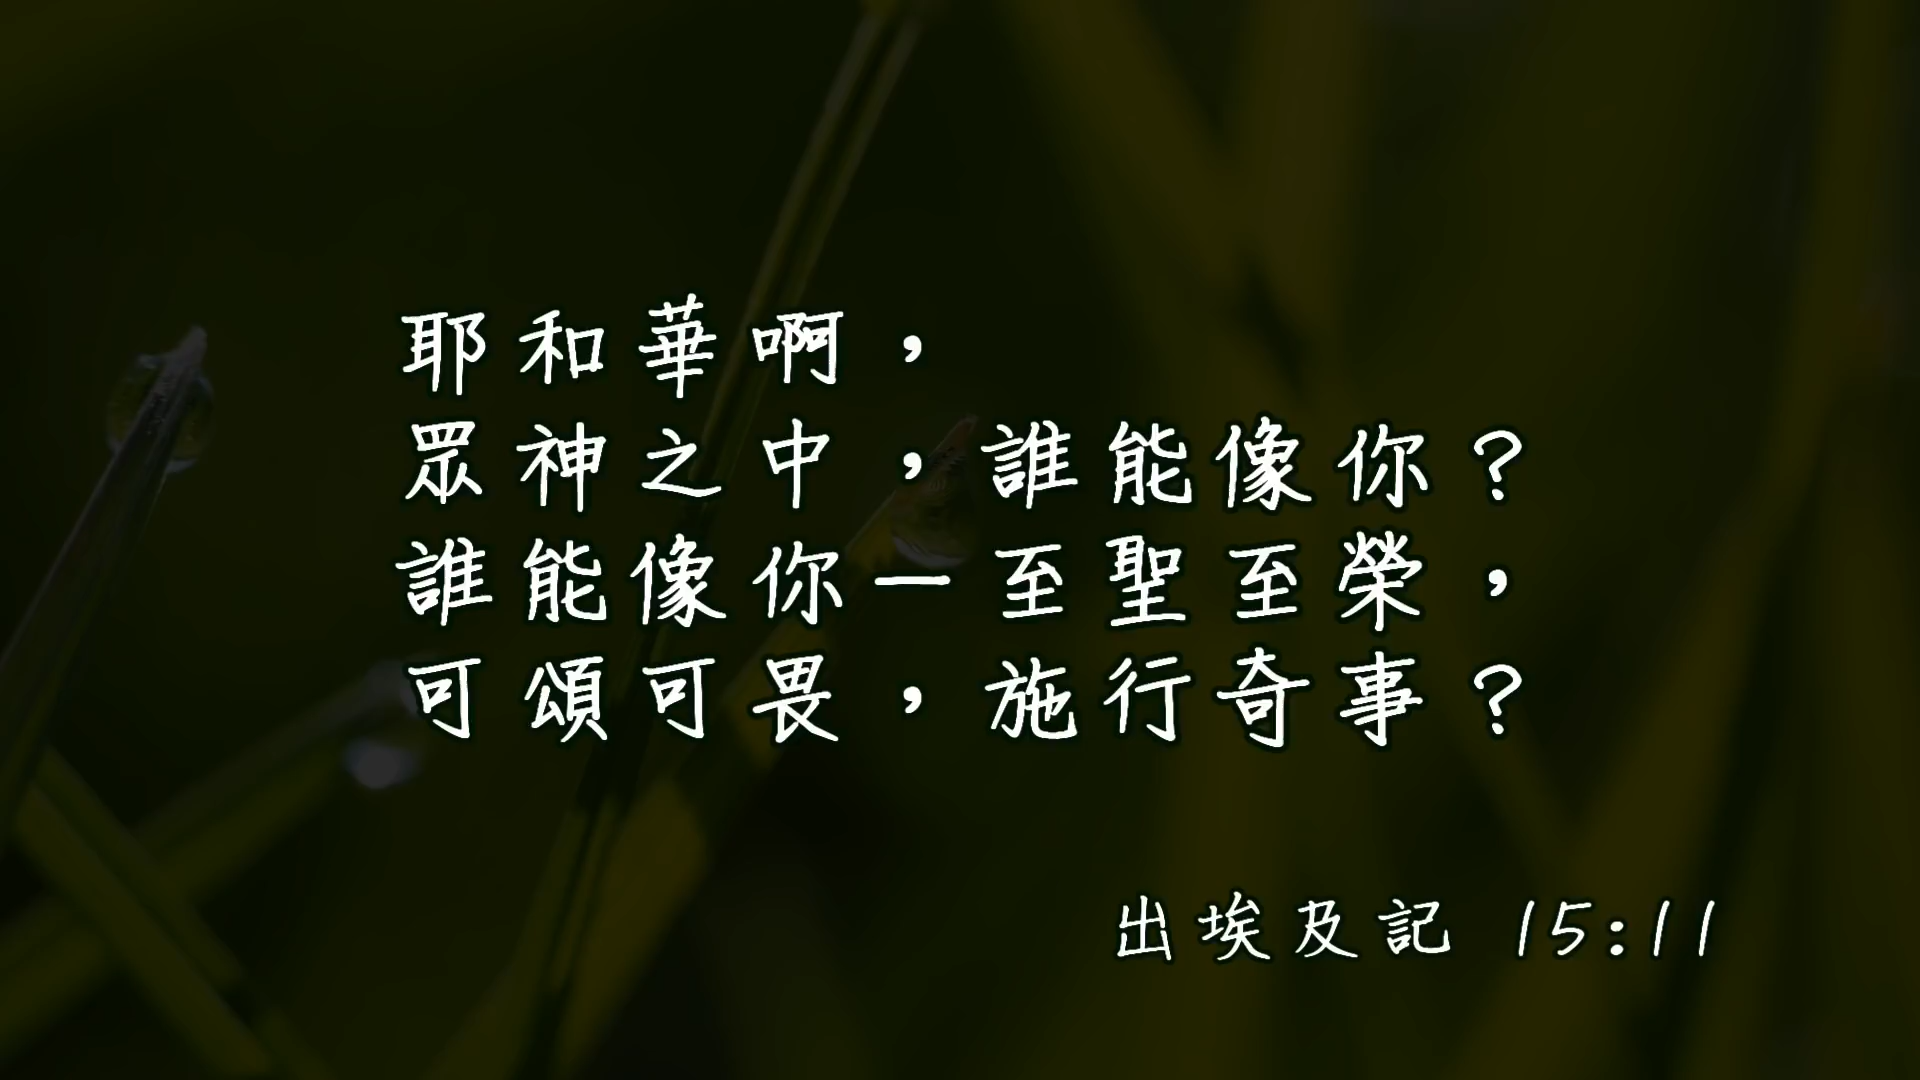 耶和華啊，
眾神之中，誰能像你？
誰能像你—至聖至榮，
可頌可畏，施行奇事？
出埃及記 15:11